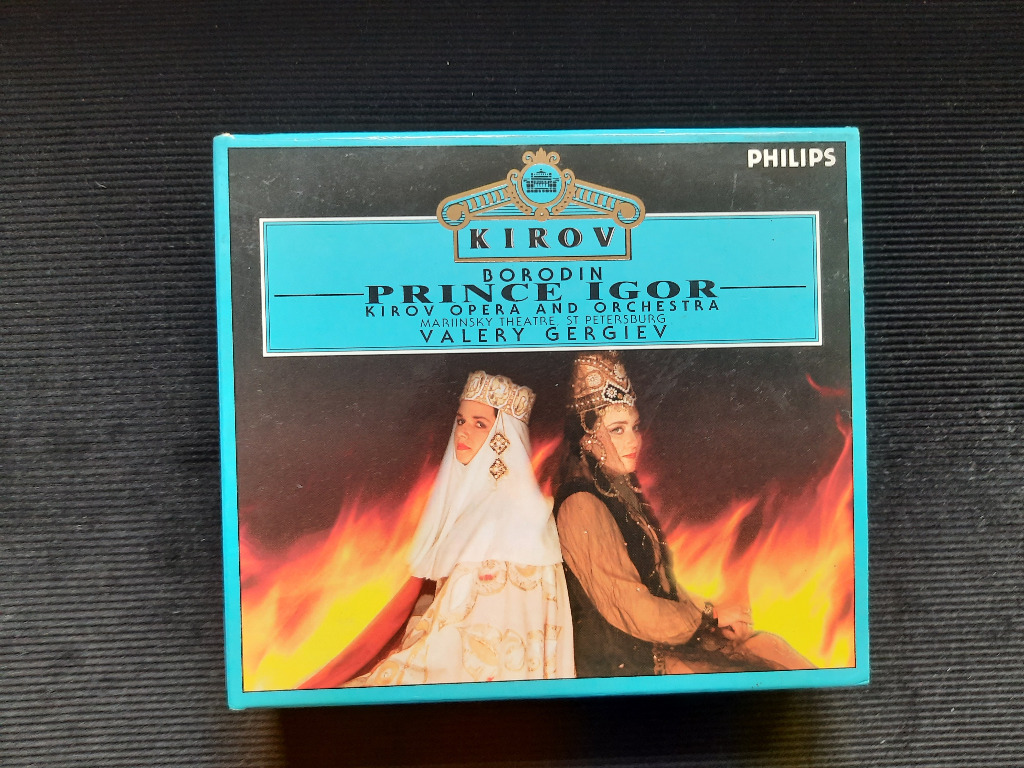 PHILIPS
KIROV
BORODIN
PRINCE IGOR
KIROV OPERA AND ORCHESTRA
MARIINSKY THEATRE ST PETERSBURG
VALERY GERGIEV